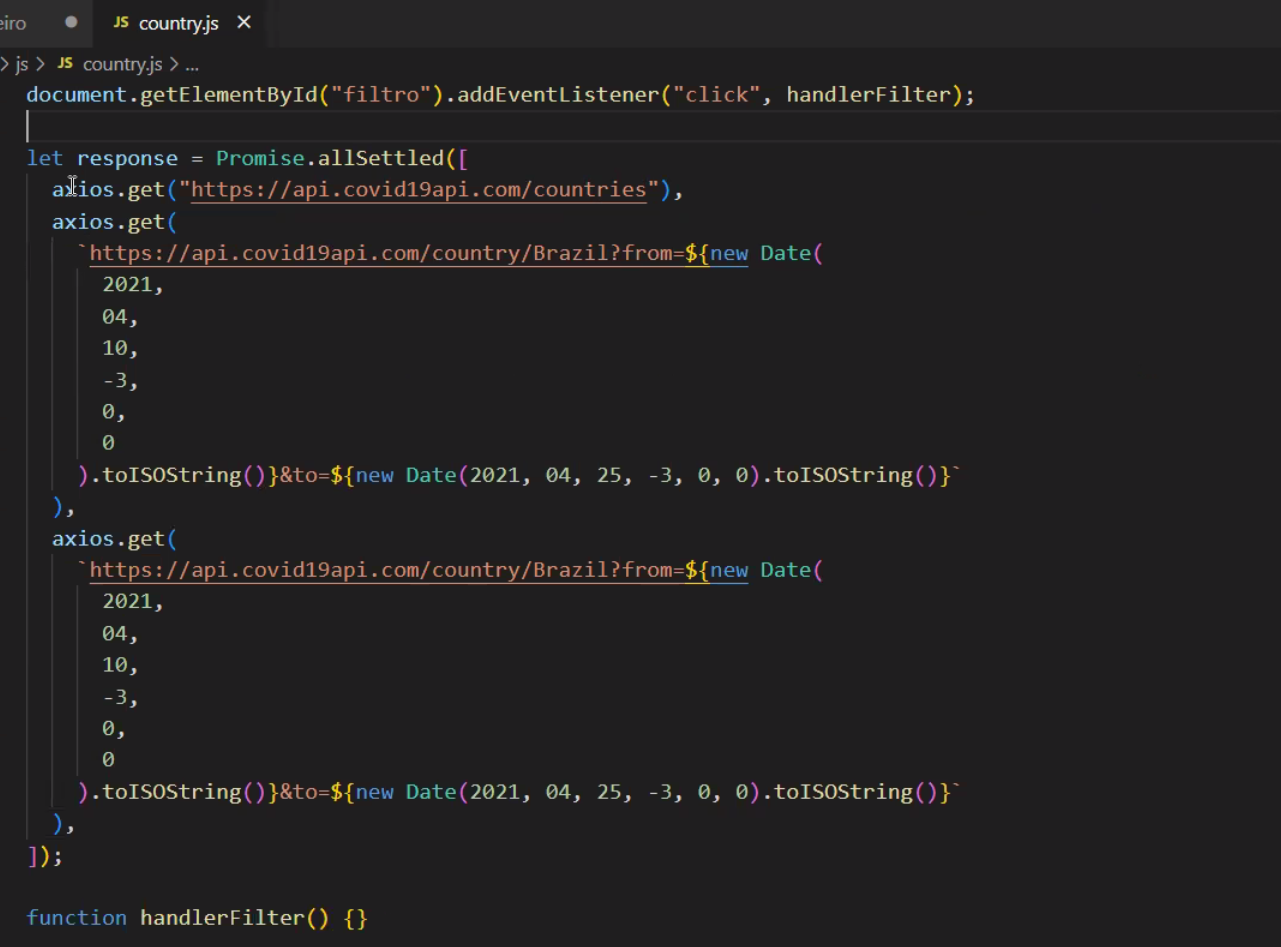 eiro ● JS country.js ×
> js > JS country.js > ...
document.getElementById("filtro").addEventListener("click", handlerFilter);
let response = Promise.allSettled([
axios.get("https://api.covid19api.com/countries"),
axios.get(
`https://api.covid19api.com/country/Brazil?from=${new Date(
2021,
04,
10,
-3,
0,
0
).toISOString()}&to=${new Date(2021, 04, 25, -3, 0, 0).toISOString()}`
),
axios.get(
`https://api.covid19api.com/country/Brazil?from=${new Date(
2021,
04,
10,
-3,
0,
0
).toISOString()}&to=${new Date(2021, 04, 25, -3, 0, 0).toISOString()}`
),
]);
function handlerFilter() {}